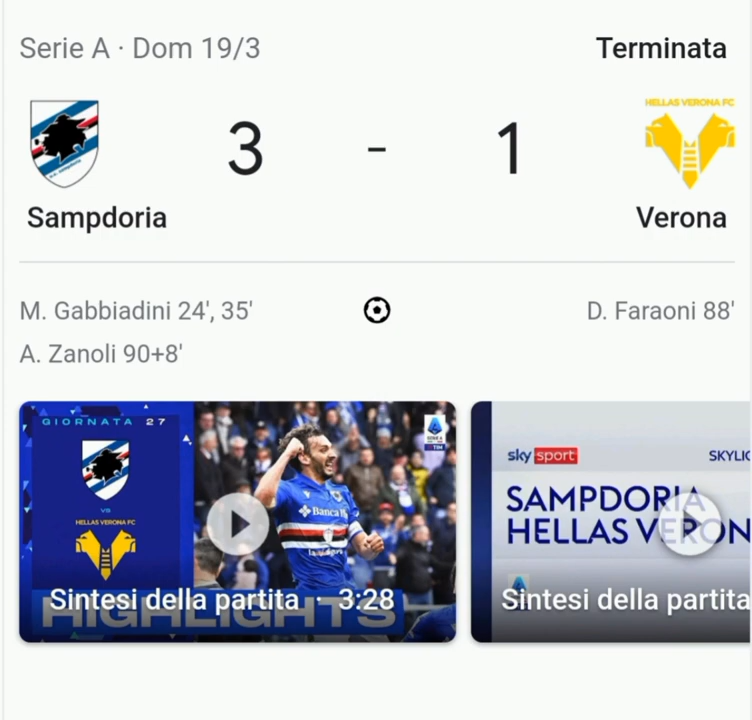 Serie A · Dom 19/3
Terminata
HELLAS VERONA FC
3 - 1
Sampdoria
Verona
M. Gabbiadini 24', 35'
D. Faraoni 88'
A. Zanoli 90+8'
GIORNATA 27
VS
HELLAS VERONA FC
Banca
Sintesi della partita · 3:28
HIGHLIGHTS
sky sport
SAMPDORIA
HELLAS VERON
Sintesi della partita